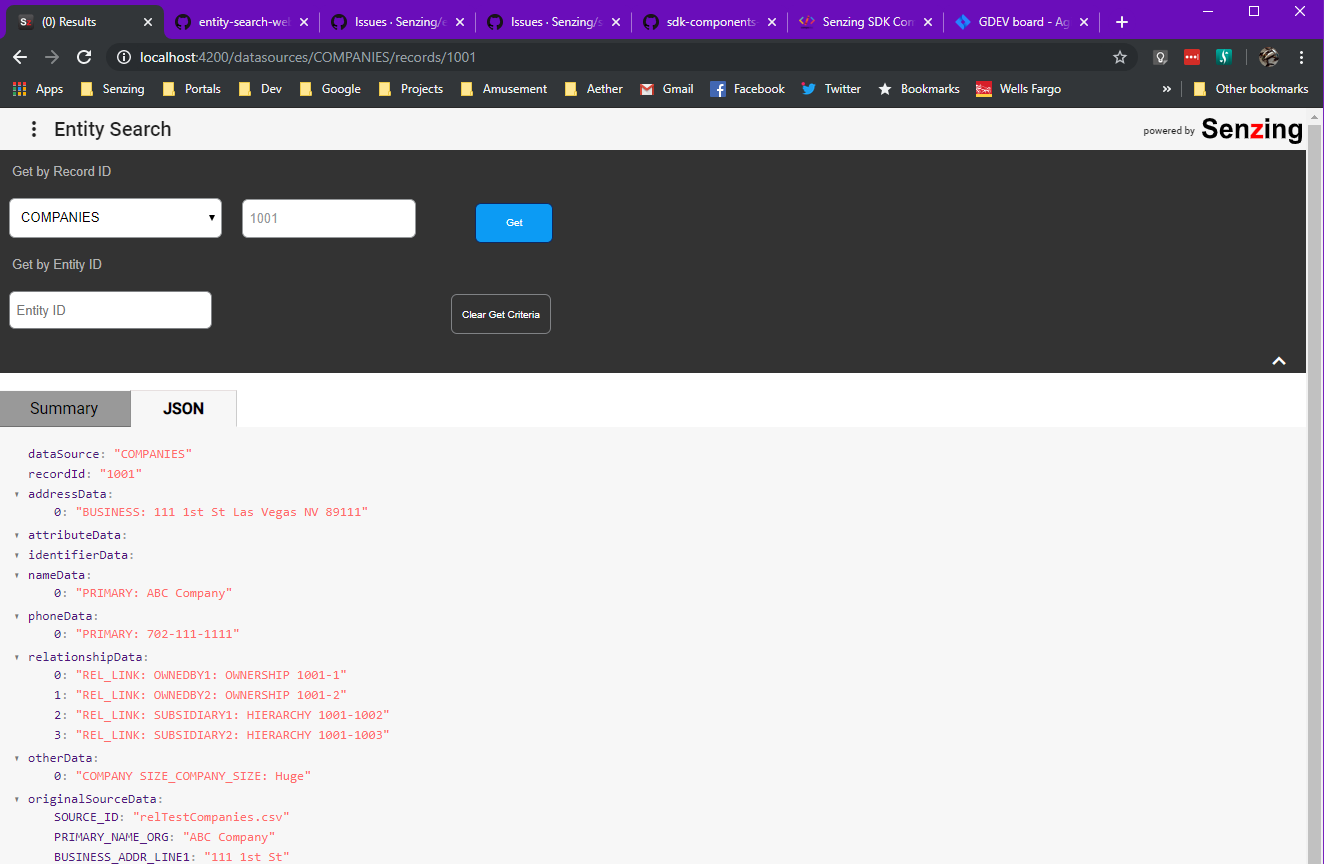 (0) Results
entity-search-we
Issues · Senzing/e
Issues · Senzing/s
sdk-components
Senzing SDK Con
GDEV board - Ag
localhost:4200/datasources/COMPANIES/records/1001
Apps Senzing Portals Dev Google Projects Amusement Aether Gmail Facebook Twitter Bookmarks Wells Fargo » Other bookmarks
Entity Search
powered by Senzing
Get by Record ID
COMPANIES 1001 Get
Get by Entity ID
Entity ID Clear Get Criteria
Summary JSON
dataSource: "COMPANIES"
recordId: "1001"
addressData:
0: "BUSINESS: 111 1st St Las Vegas NV 89111"
attributeData:
identifierData:
nameData:
0: "PRIMARY: ABC Company"
phoneData:
0: "PRIMARY: 702-111-1111"
relationshipData:
0: "REL_LINK: OWNEDBY1: OWNERSHIP 1001-1"
1: "REL_LINK: OWNEDBY2: OWNERSHIP 1001-2"
2: "REL_LINK: SUBSIDIARY1: HIERARCHY 1001-1002"
3: "REL_LINK: SUBSIDIARY2: HIERARCHY 1001-1003"
otherData:
0: "COMPANY SIZE_COMPANY_SIZE: Huge"
originalSourceData:
SOURCE_ID: "relTestCompanies.csv"
PRIMARY_NAME_ORG: "ABC Company"
BUSINESS_ADDR_LINE1: "111 1st St"